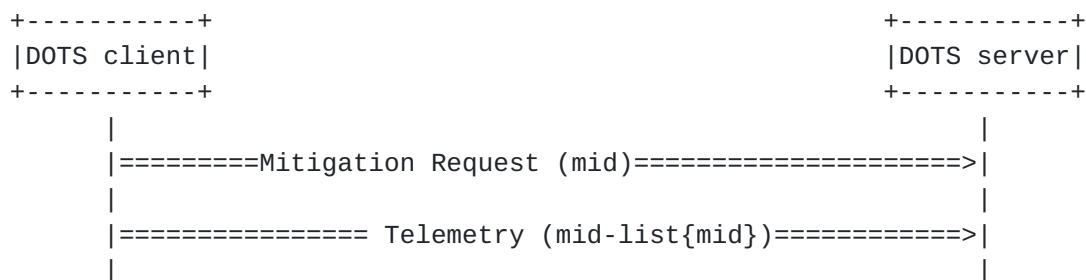 +-----------+                                           +-----------+
|DOTS client|                                           |DOTS server|
+-----------+                                           +-----------+
      |                                                       |
      |=========Mitigation Request (mid)=====================>|
      |                                                       |
      |================ Telemetry (mid-list{mid})============>|
      |                                                       |